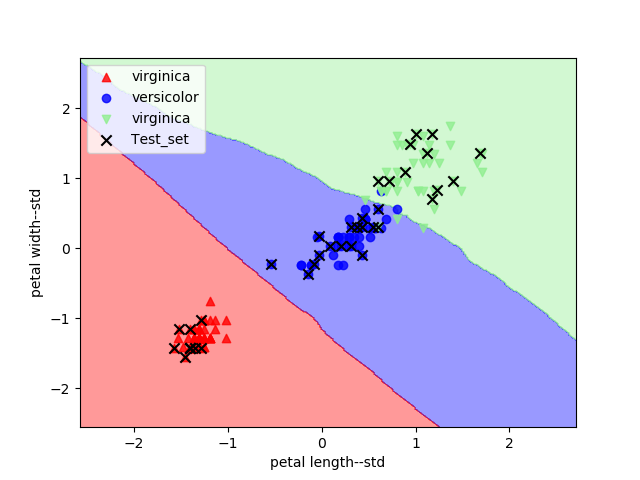 virginica
versicolor
virginica
Test_set
2
1
0
−1
−2
petal width--std
−2 −1 0 1 2
petal length--std